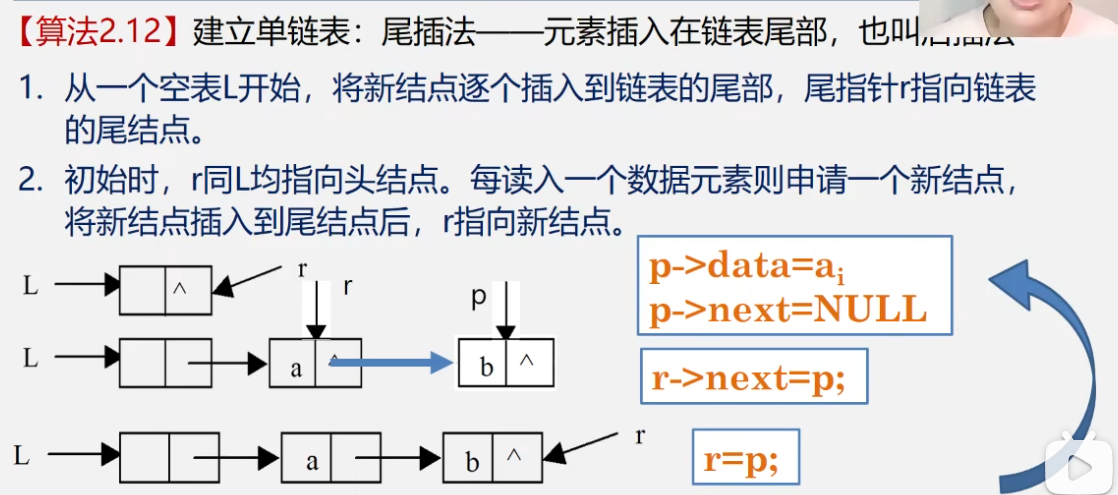 【算法2.12】建立单链表：尾插法——元素插入在链表尾部，也叫后插法
1. 从一个空表L开始，将新结点逐个插入到链表的尾部，尾指针r指向链表
的尾结点。
2. 初始时，r同L均指向头结点。每读入一个数据元素则申请一个新结点，
将新结点插入到尾结点后，r指向新结点。
L ^ r
r p
L a ^ b ^
L a b ^ r
p->data=aᵢ
p->next=NULL
r->next=p;
r=p;